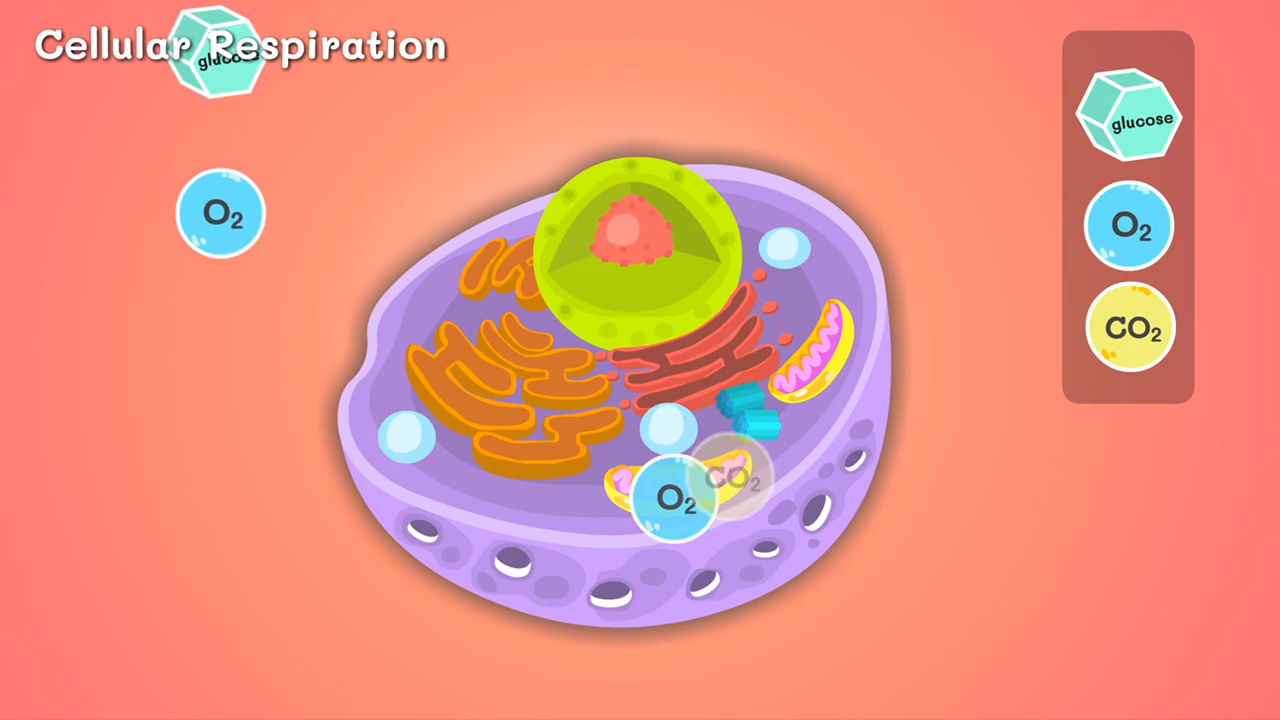 Cellular Respiration
glucose
O₂
O₂
CO₂
glucose
O₂
CO₂